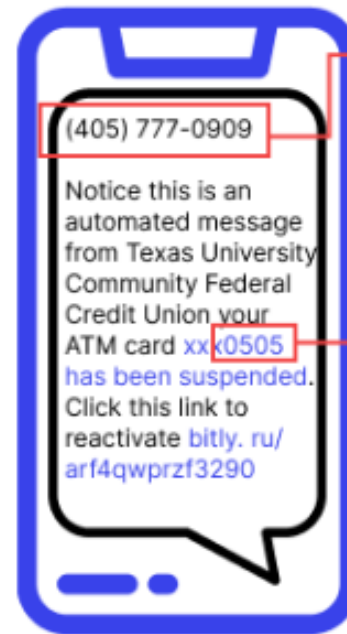 (405) 777-0909
Notice this is an
automated message
from Texas University
Community Federal
Credit Union your
ATM card xxx0505
has been suspended.
Click this link to
reactivate bitly. ru/
arf4qwprzf3290